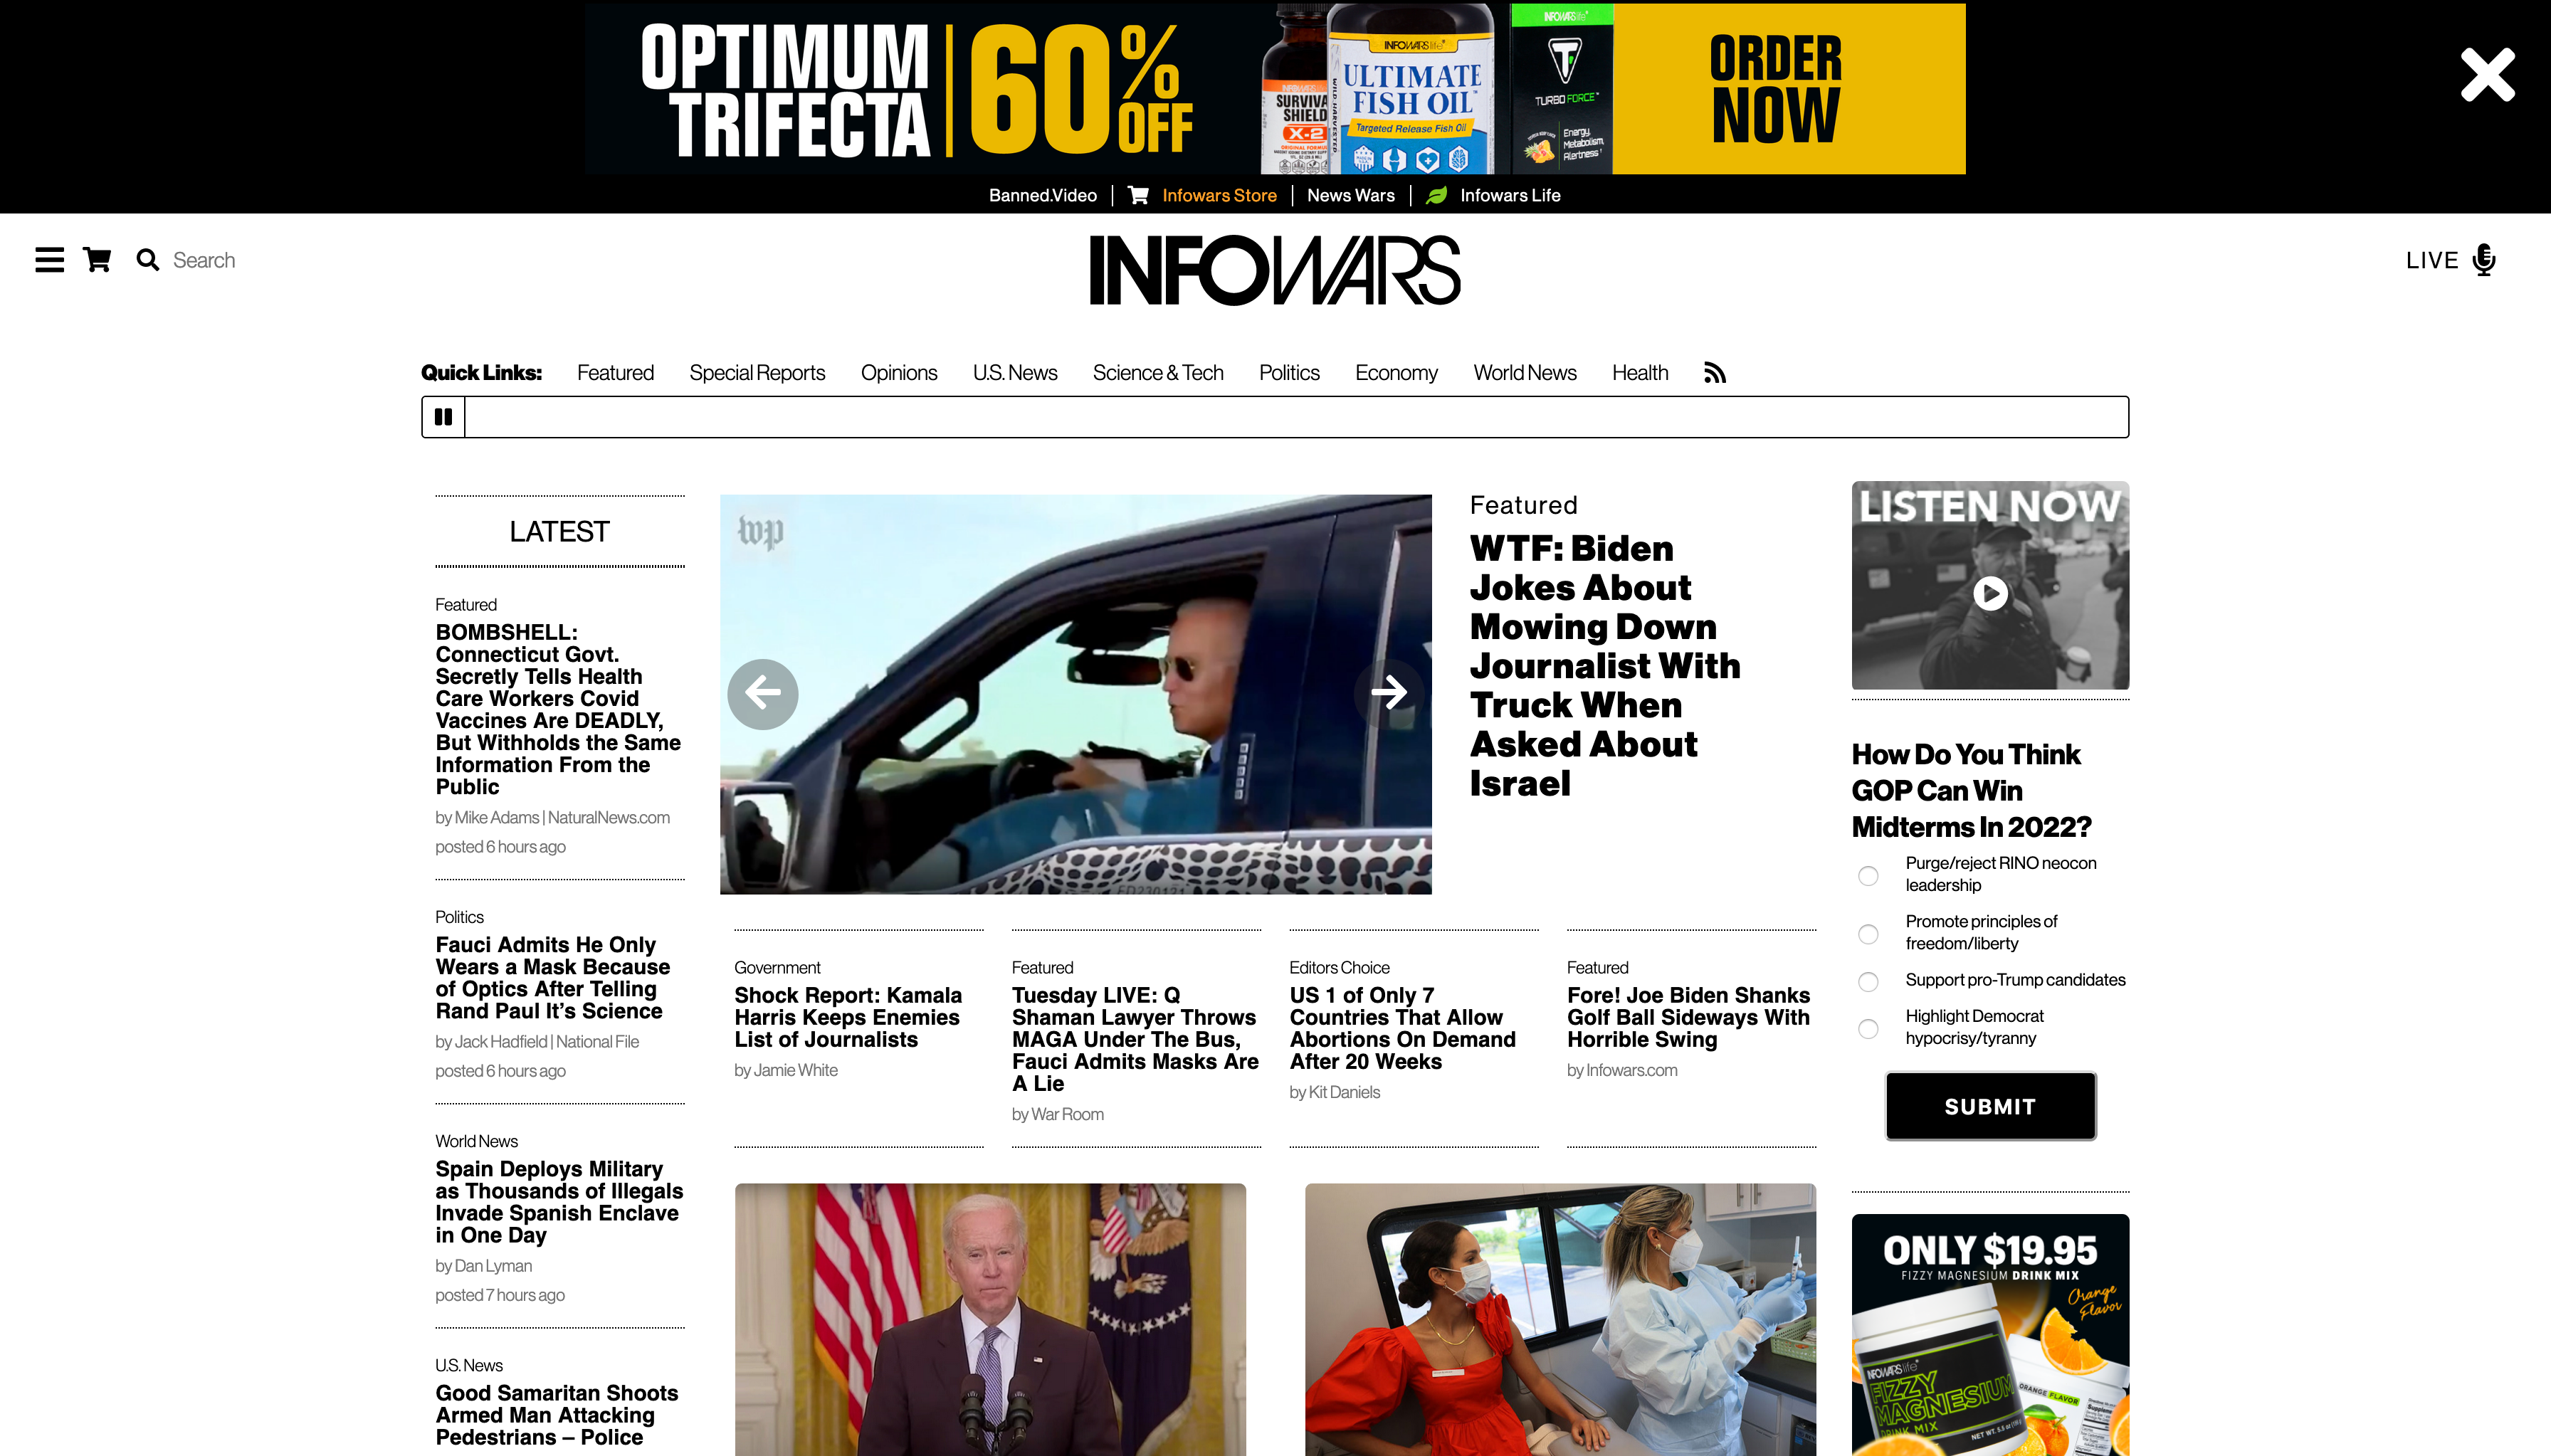 OPTIMUM
TRIFECTA
60%
OFF
INFOWARS life
SURVIVA
SHIELD
X-2
WILD-HARVESTED
INFOWARS life
ULTIMATE
FISH OIL™
Targeted Release Fish Oil
INFOWARS life
TURBO FORCE
Energy,
Metabolism,
Alertness
ORDER
NOW
Banned.Video
Infowars Store
News Wars
Infowars Life
Search
INFOWARS
LIVE
Quick Links: Featured Special Reports Opinions U.S. News Science & Tech Politics Economy World News Health
LATEST
Featured
BOMBSHELL:
Connecticut Govt.
Secretly Tells Health
Care Workers Covid
Vaccines Are DEADLY,
But Withholds the Same
Information From the
Public
by Mike Adams | NaturalNews.com
posted 6 hours ago
Politics
Fauci Admits He Only
Wears a Mask Because
of Optics After Telling
Rand Paul It’s Science
by Jack Hadfield | National File
posted 6 hours ago
World News
Spain Deploys Military
as Thousands of Illegals
Invade Spanish Enclave
in One Day
by Dan Lyman
posted 7 hours ago
U.S. News
Good Samaritan Shoots
Armed Man Attacking
Pedestrians – Police
wp
Featured
WTF: Biden
Jokes About
Mowing Down
Journalist With
Truck When
Asked About
Israel
Government
Shock Report: Kamala
Harris Keeps Enemies
List of Journalists
by Jamie White
Featured
Tuesday LIVE: Q
Shaman Lawyer Throws
MAGA Under The Bus,
Fauci Admits Masks Are
A Lie
by War Room
Editors Choice
US 1 of Only 7
Countries That Allow
Abortions On Demand
After 20 Weeks
by Kit Daniels
Featured
Fore! Joe Biden Shanks
Golf Ball Sideways With
Horrible Swing
by Infowars.com
LISTEN NOW
How Do You Think
GOP Can Win
Midterms In 2022?
Purge/reject RINO neocon
leadership
Promote principles of
freedom/liberty
Support pro-Trump candidates
Highlight Democrat
hypocrisy/tyranny
SUBMIT
ONLY $19.95
FIZZY MAGNESIUM DRINK MIX
Orange
Flavor
INFOWARS life
FIZZY
MAGNESIUM
DRINK MIX
ORANGE FLAVOR